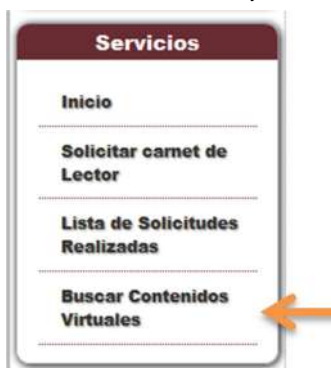 Servicios
Inicio
Solicitar carnet de
Lector
Lista de Solicitudes
Realizadas
Buscar Contenidos
Virtuales